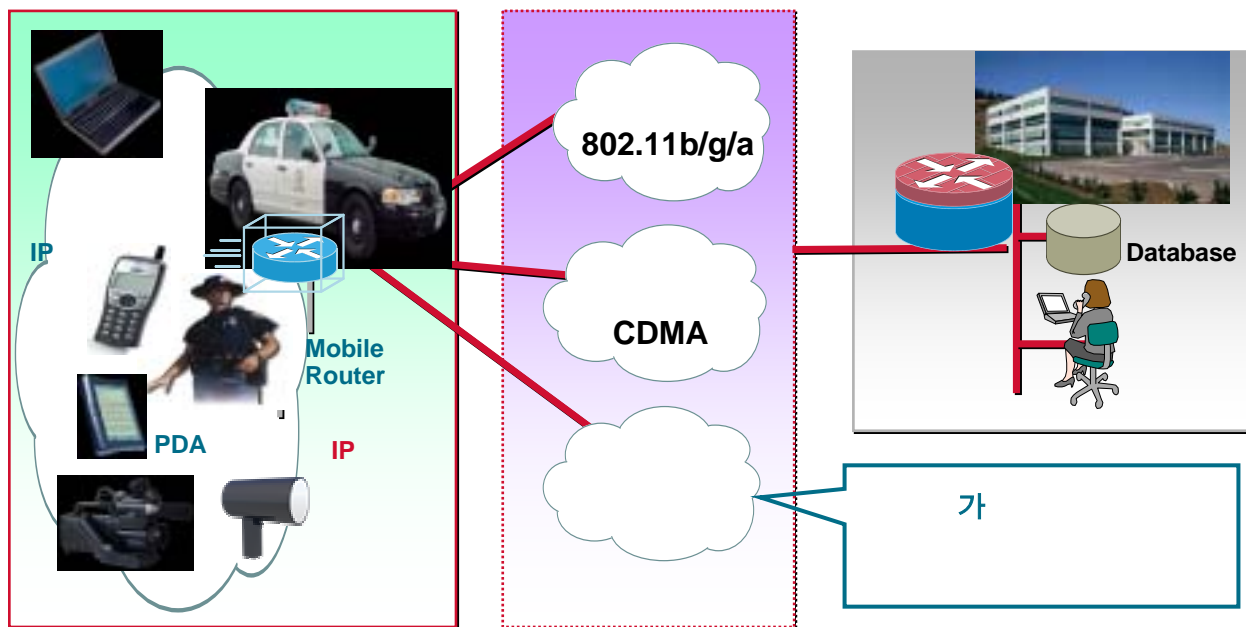 802.11b/g/a
IP
Database
CDMA
Mobile
Router
PDA
IP
가